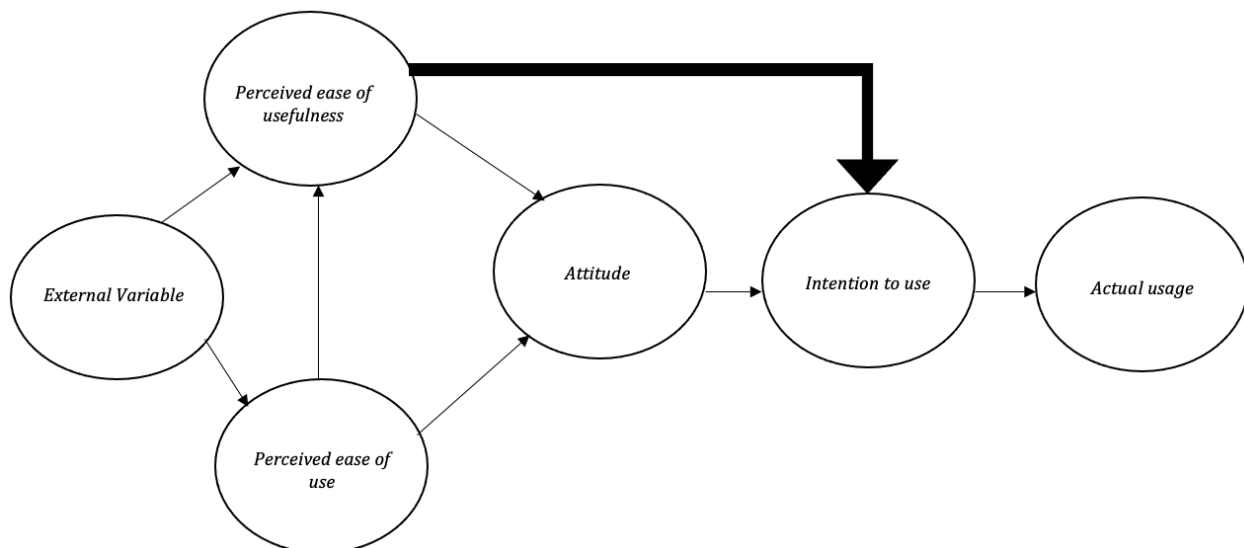 Perceived ease of
usefulness
External Variable
Attitude
Intention to use
Actual usage
Perceived ease of
use